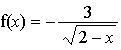 f(x) = −3/√(2 − x)